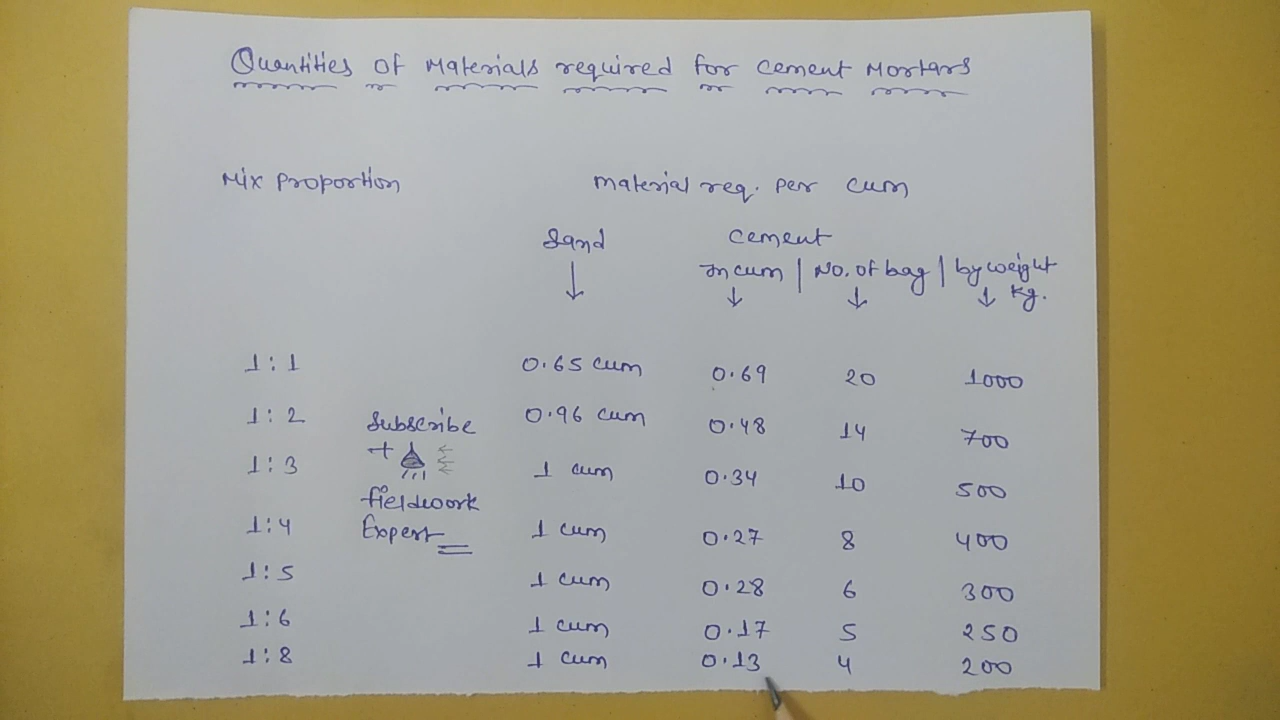 Quantities of Materials required for cement Mortars
Mix Proportion Material req. per cum
Sand cement
In cum | No. of bag | by weight
kg.
1:1 0.65 cum 0.69 20 1000
1:2 0.96 cum 0.48 14 700
Subscribe
+
1:3 1 cum 0.34 10 500
fieldwork
Expert
1:4 1 cum 0.27 8 400
1:5 1 cum 0.28 6 300
1:6 1 cum 0.17 5 250
1:8 1 cum 0.13 4 200